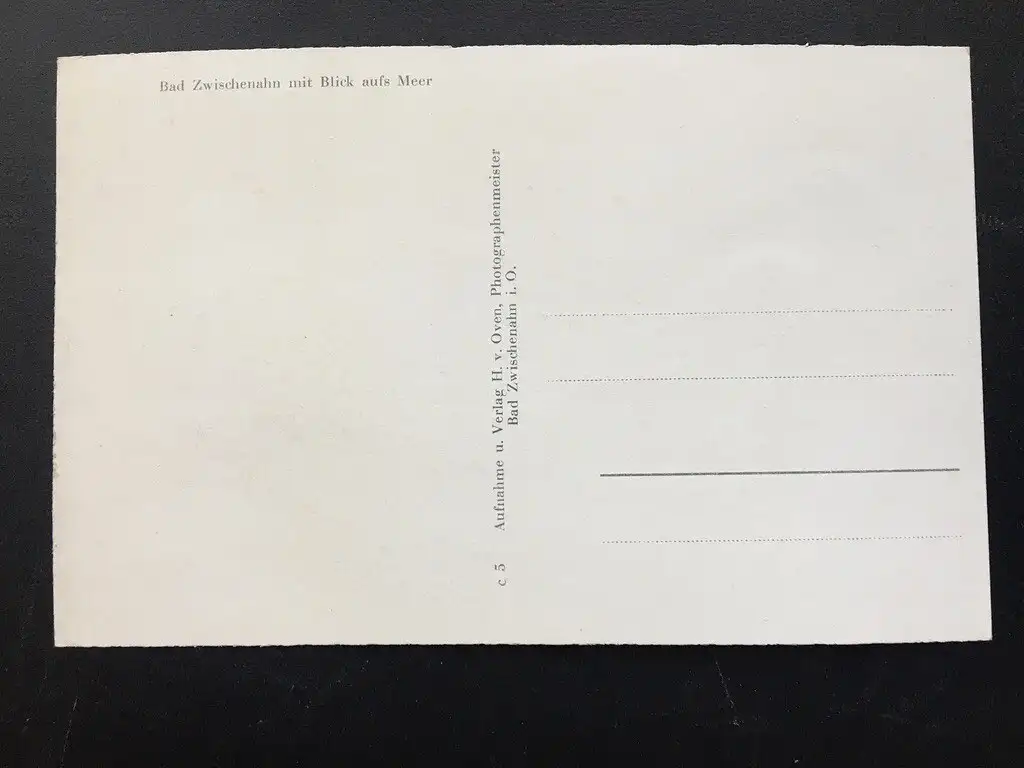 Bad Zwischenahn mit Blick aufs Meer
c 5 Aufnahme u. Verlag H. v. Oven, Photographenmeister
Bad Zwischenahn i. O.